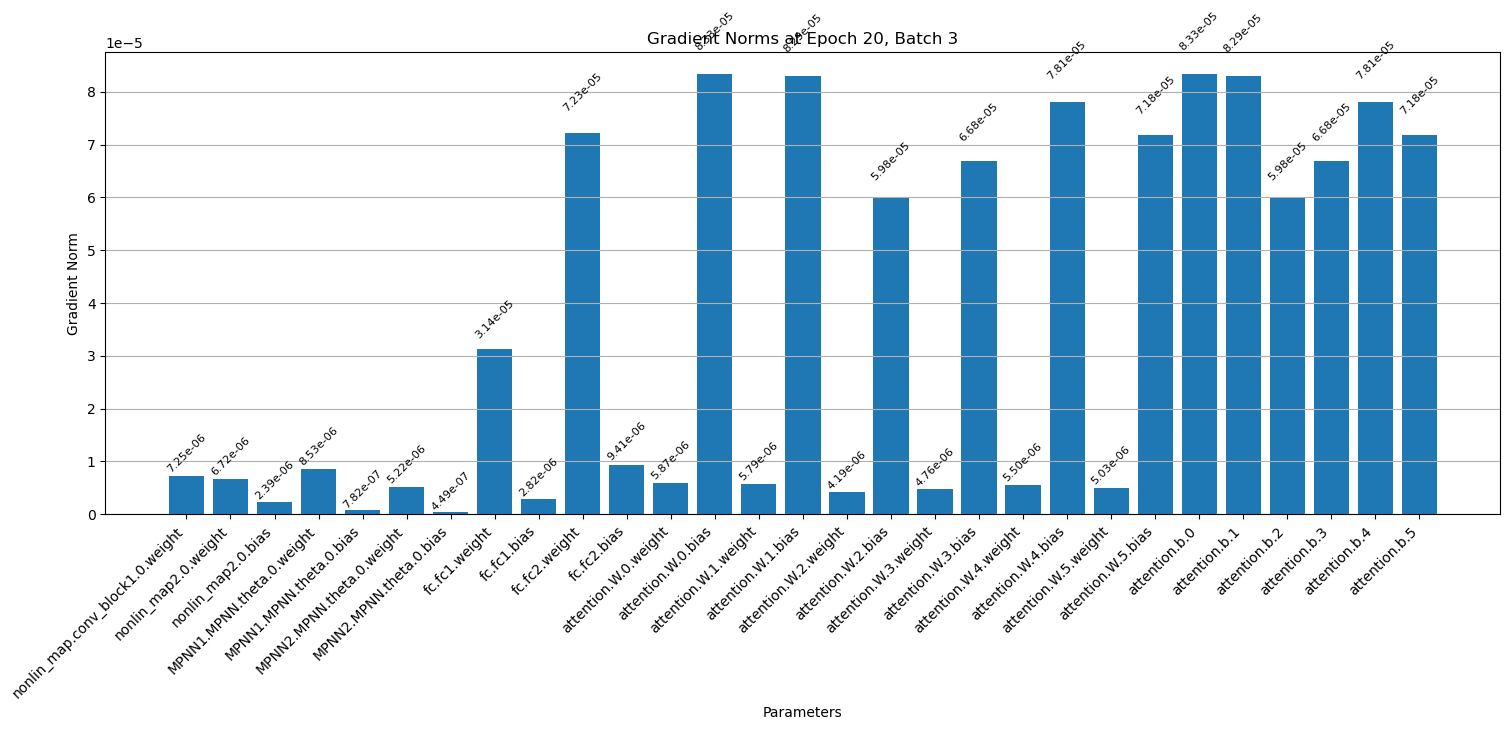 Gradient Norms at Epoch 20, Batch 3
1e−5
8
7
6
5
4
3
2
1
0
Gradient Norm
7.25e-06
6.72e-06
2.39e-06
8.53e-06
7.82e-07
5.22e-06
4.49e-07
3.14e-05
2.82e-06
7.23e-05
9.41e-06
5.87e-06
8.33e-05
5.79e-06
8.29e-05
4.19e-06
5.98e-05
4.76e-06
6.68e-05
5.50e-06
7.81e-05
5.03e-06
7.18e-05
8.33e-05
8.29e-05
5.98e-05
6.68e-05
7.81e-05
7.18e-05
nonlin_map.conv_block1.0.weight
nonlin_map2.0.weight
nonlin_map2.0.bias
MPNN1.MPNN.theta.0.weight
MPNN1.MPNN.theta.0.bias
MPNN2.MPNN.theta.0.weight
MPNN2.MPNN.theta.0.bias
fc.fc1.weight
fc.fc1.bias
fc.fc2.weight
fc.fc2.bias
attention.W.0.weight
attention.W.0.bias
attention.W.1.weight
attention.W.1.bias
attention.W.2.weight
attention.W.2.bias
attention.W.3.weight
attention.W.3.bias
attention.W.4.weight
attention.W.4.bias
attention.W.5.weight
attention.W.5.bias
attention.b.0
attention.b.1
attention.b.2
attention.b.3
attention.b.4
attention.b.5
Parameters